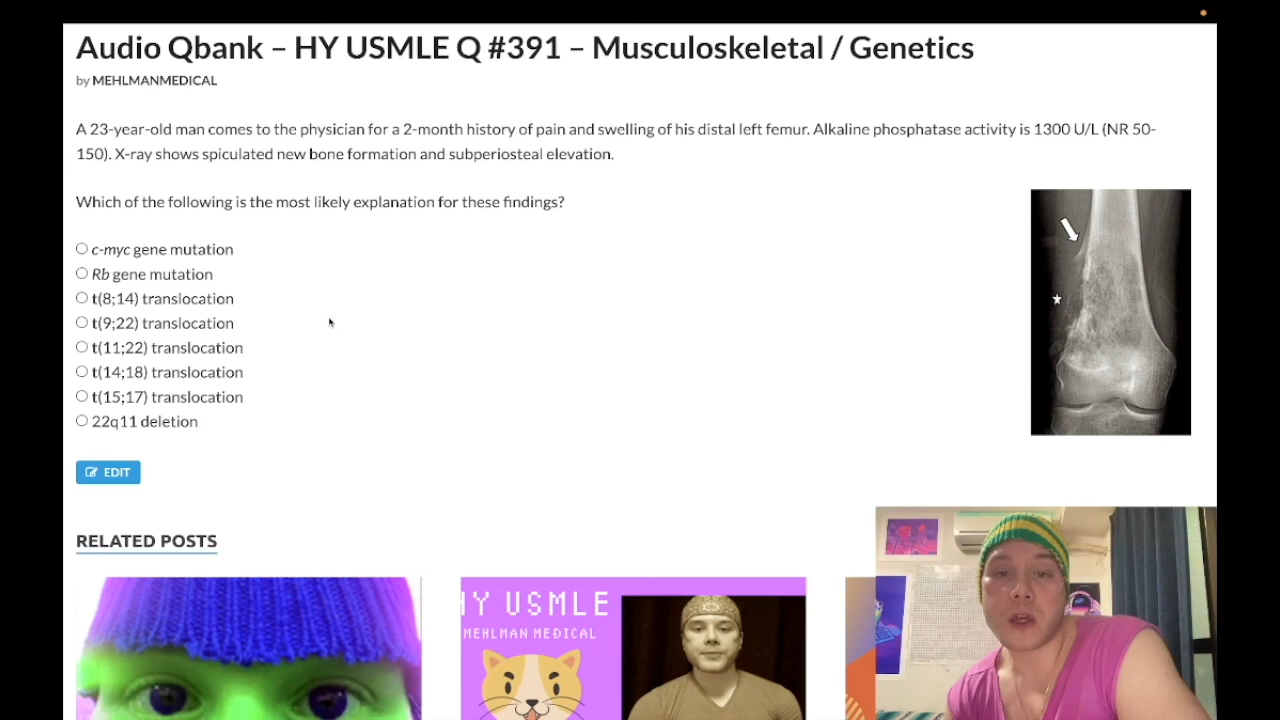 Audio Qbank – HY USMLE Q #391 – Musculoskeletal / Genetics
by MEHLMANMEDICAL
A 23-year-old man comes to the physician for a 2-month history of pain and swelling of his distal left femur. Alkaline phosphatase activity is 1300 U/L (NR 50-
150). X-ray shows spiculated new bone formation and subperiosteal elevation.
Which of the following is the most likely explanation for these findings?
c-myc gene mutation
Rb gene mutation
t(8;14) translocation
t(9;22) translocation
t(11;22) translocation
t(14;18) translocation
t(15;17) translocation
22q11 deletion
EDIT
RELATED POSTS
HY USMLE
MEHLMAN MEDICAL